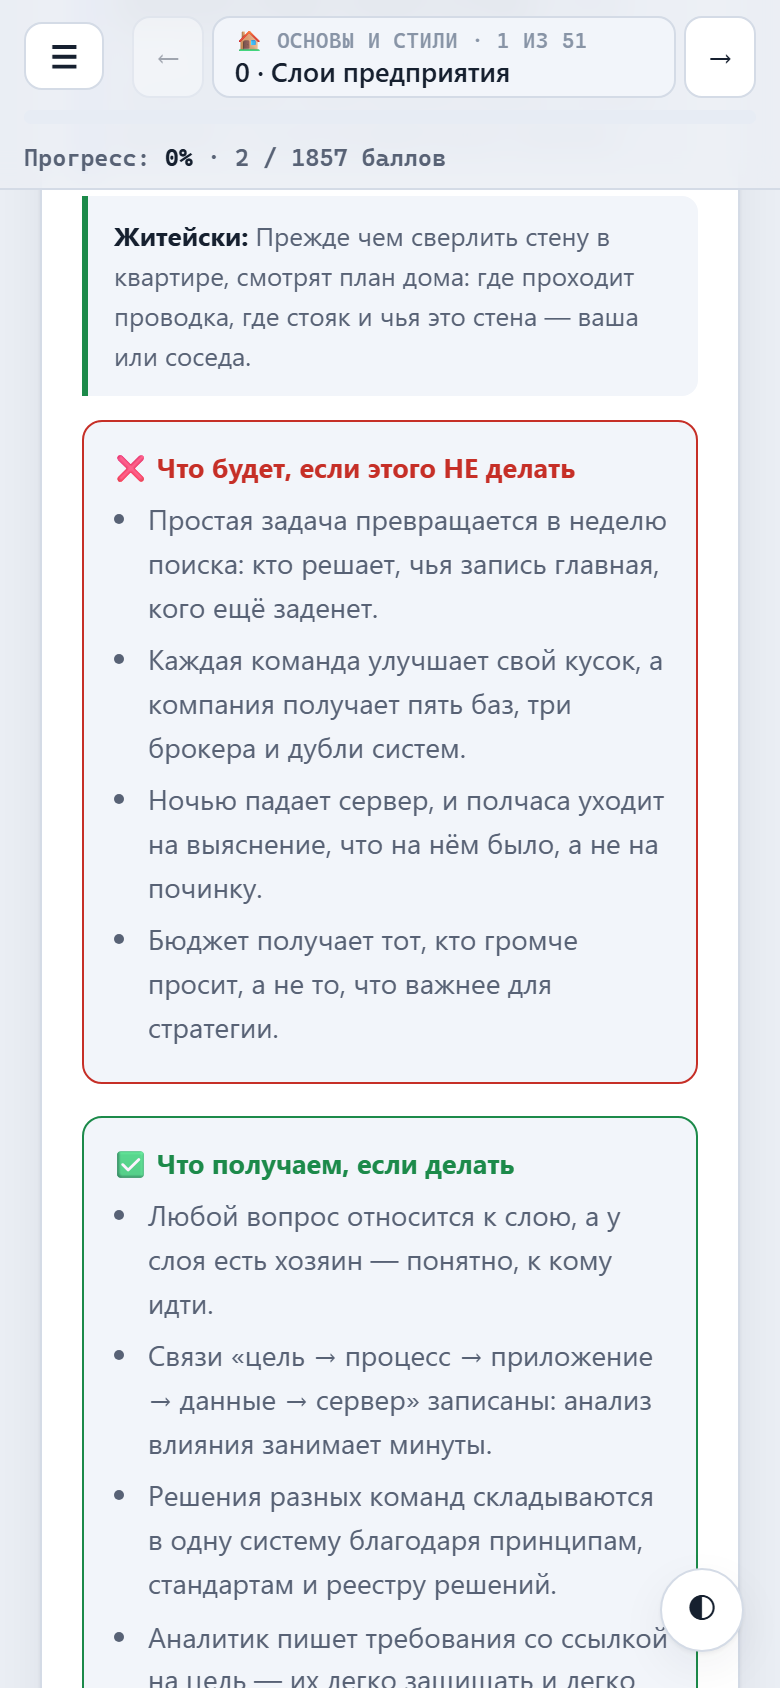 ОСНОВЫ И СТИЛИ · 1 ИЗ 51
0 · Слои предприятия
Прогресс: 0% · 2 / 1857 баллов
Житейски: Прежде чем сверлить стену в
квартире, смотрят план дома: где проходит
проводка, где стояк и чья это стена — ваша
или соседа.
Что будет, если этого НЕ делать
• Простая задача превращается в неделю
поиска: кто решает, чья запись главная,
кого ещё заденет.
• Каждая команда улучшает свой кусок, а
компания получает пять баз, три
брокера и дубли систем.
• Ночью падает сервер, и полчаса уходит
на выяснение, что на нём было, а не на
починку.
• Бюджет получает тот, кто громче
просит, а не то, что важнее для
стратегии.
Что получаем, если делать
• Любой вопрос относится к слою, а у
слоя есть хозяин — понятно, к кому
идти.
• Связи «цель → процесс → приложение
→ данные → сервер» записаны: анализ
влияния занимает минуты.
• Решения разных команд складываются
в одну систему благодаря принципам,
стандартам и реестру решений.
• Аналитик пишет требования со ссылкой
на цель — их легко защищать и легко